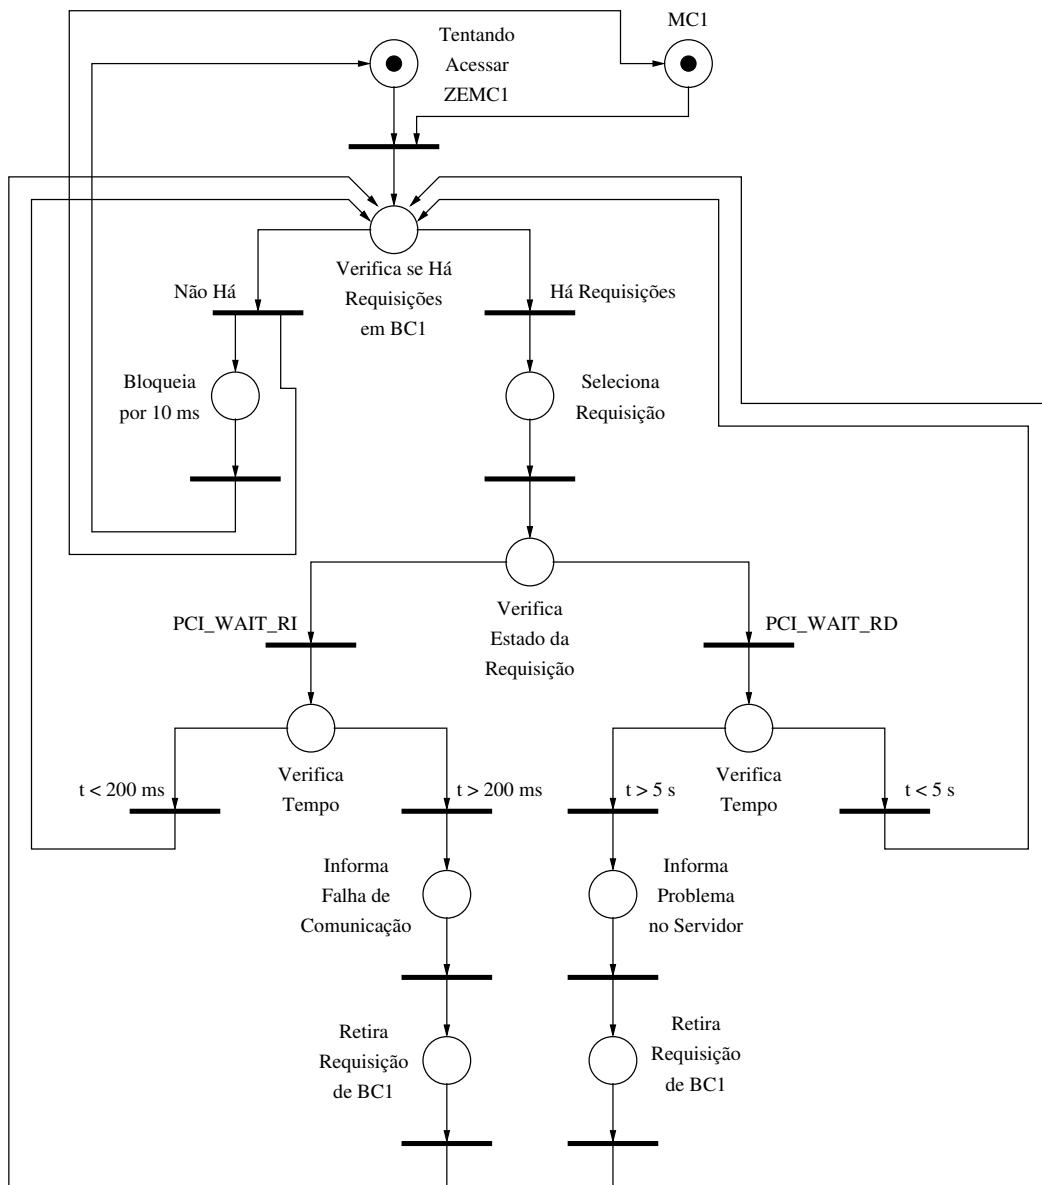 MC1
Tentando
Acessar
ZEMC1
Verifica se Há
Requisições
em BC1
Não Há
Há Requisições
Bloqueia
por 10 ms
Seleciona
Requisição
Verifica
Estado da
Requisição
PCI_WAIT_RI
PCI_WAIT_RD
Verifica
Tempo
Verifica
Tempo
t < 200 ms
t > 200 ms
t > 5 s
t < 5 s
Informa
Falha de
Comunicação
Informa
Problema
no Servidor
Retira
Requisição
de BC1
Retira
Requisição
de BC1